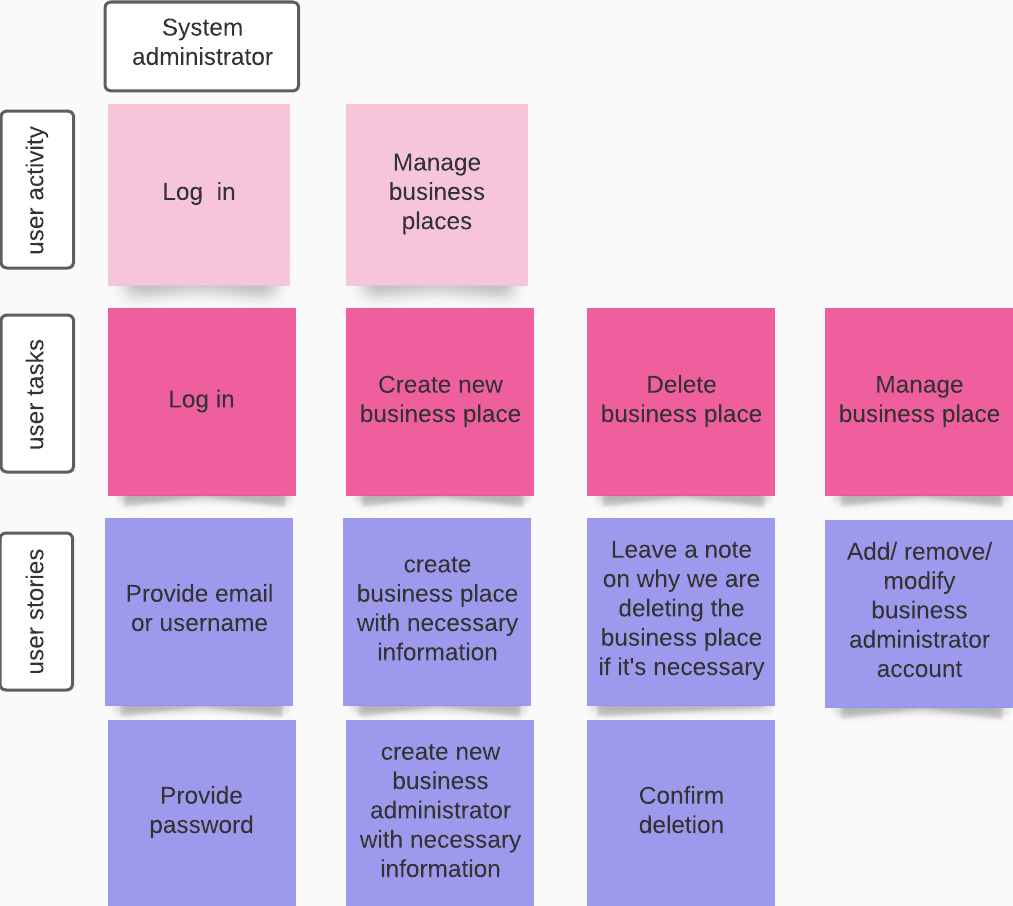 System
administrator
user activity
Log in
Manage
business
places
user tasks
Log in
Create new
business place
Delete
business place
Manage
business place
user stories
Provide email
or username
create
business place
with necessary
information
Leave a note
on why we are
deleting the
business place
if it's necessary
Add/ remove/
modify
business
administrator
account
Provide
password
create new
business
administrator
with necessary
information
Confirm
deletion